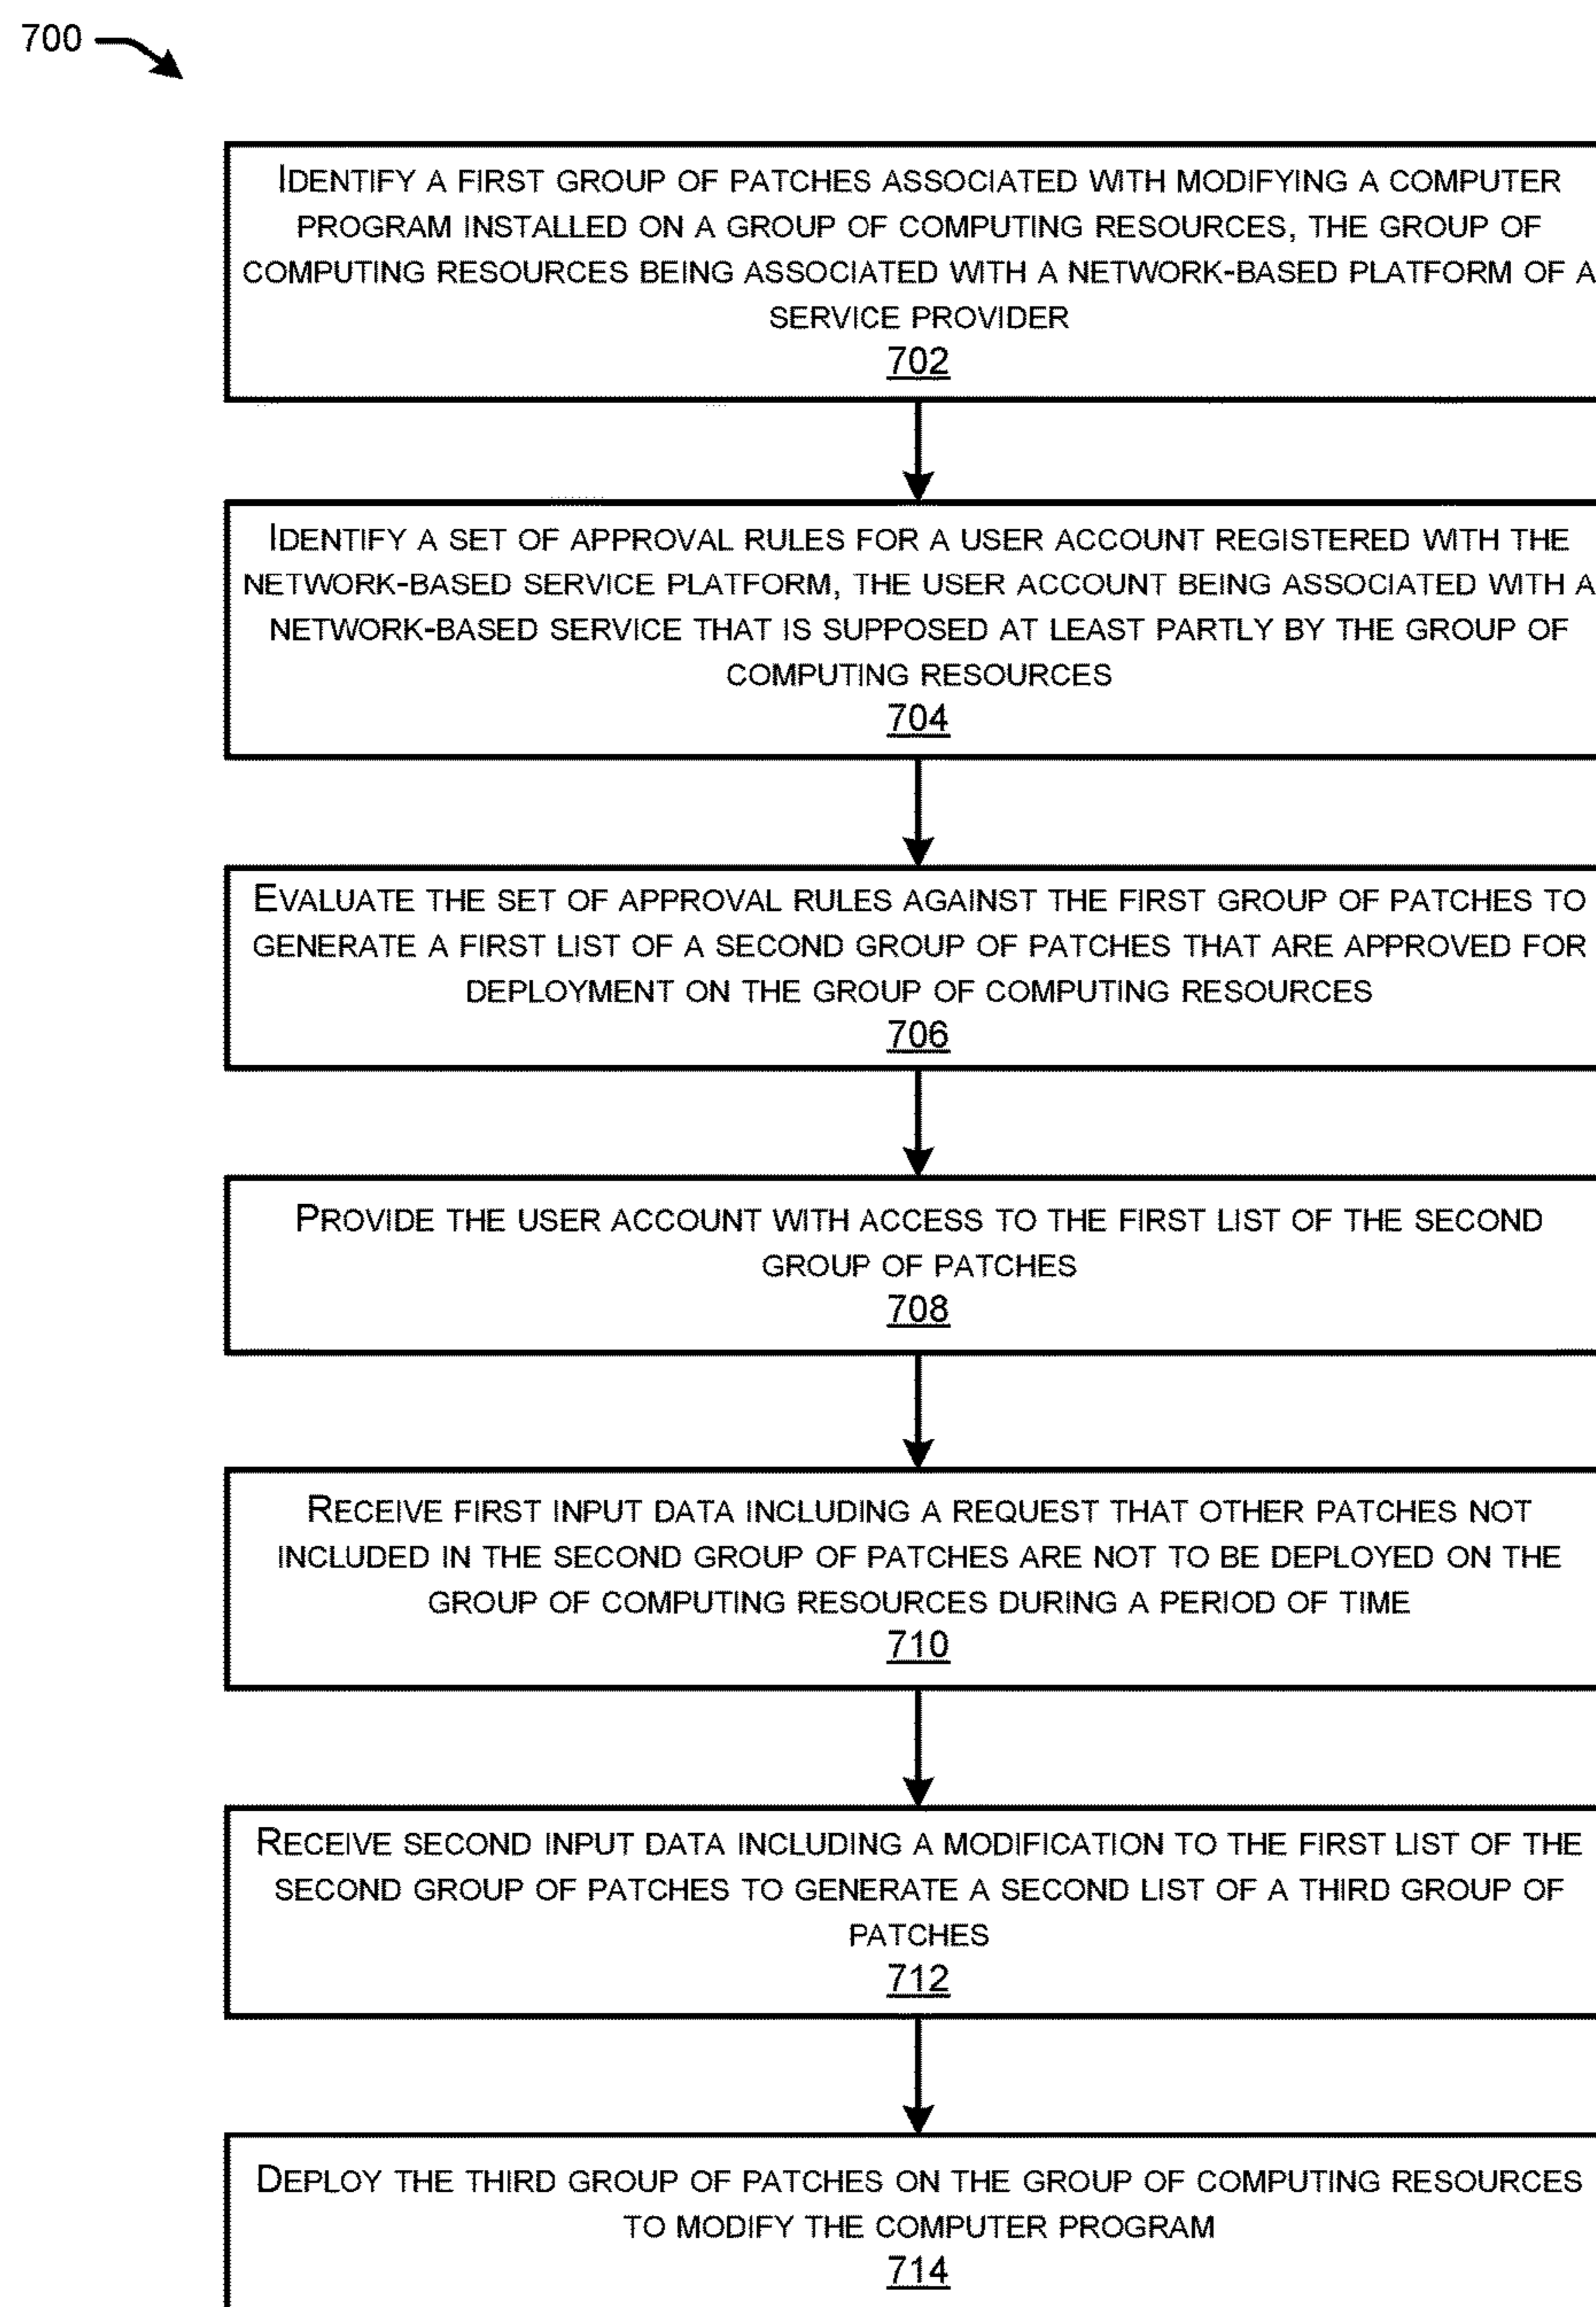 700
IDENTIFY A FIRST GROUP OF PATCHES ASSOCIATED WITH MODIFYING A COMPUTER
PROGRAM INSTALLED ON A GROUP OF COMPUTING RESOURCES, THE GROUP OF
COMPUTING RESOURCES BEING ASSOCIATED WITH A NETWORK-BASED PLATFORM OF A
SERVICE PROVIDER
702
IDENTIFY A SET OF APPROVAL RULES FOR A USER ACCOUNT REGISTERED WITH THE
NETWORK-BASED SERVICE PLATFORM, THE USER ACCOUNT BEING ASSOCIATED WITH A
NETWORK-BASED SERVICE THAT IS SUPPOSED AT LEAST PARTLY BY THE GROUP OF
COMPUTING RESOURCES
704
EVALUATE THE SET OF APPROVAL RULES AGAINST THE FIRST GROUP OF PATCHES TO
GENERATE A FIRST LIST OF A SECOND GROUP OF PATCHES THAT ARE APPROVED FOR
DEPLOYMENT ON THE GROUP OF COMPUTING RESOURCES
706
PROVIDE THE USER ACCOUNT WITH ACCESS TO THE FIRST LIST OF THE SECOND
GROUP OF PATCHES
708
RECEIVE FIRST INPUT DATA INCLUDING A REQUEST THAT OTHER PATCHES NOT
INCLUDED IN THE SECOND GROUP OF PATCHES ARE NOT TO BE DEPLOYED ON THE
GROUP OF COMPUTING RESOURCES DURING A PERIOD OF TIME
710
RECEIVE SECOND INPUT DATA INCLUDING A MODIFICATION TO THE FIRST LIST OF THE
SECOND GROUP OF PATCHES TO GENERATE A SECOND LIST OF A THIRD GROUP OF
PATCHES
712
DEPLOY THE THIRD GROUP OF PATCHES ON THE GROUP OF COMPUTING RESOURCES
TO MODIFY THE COMPUTER PROGRAM
714